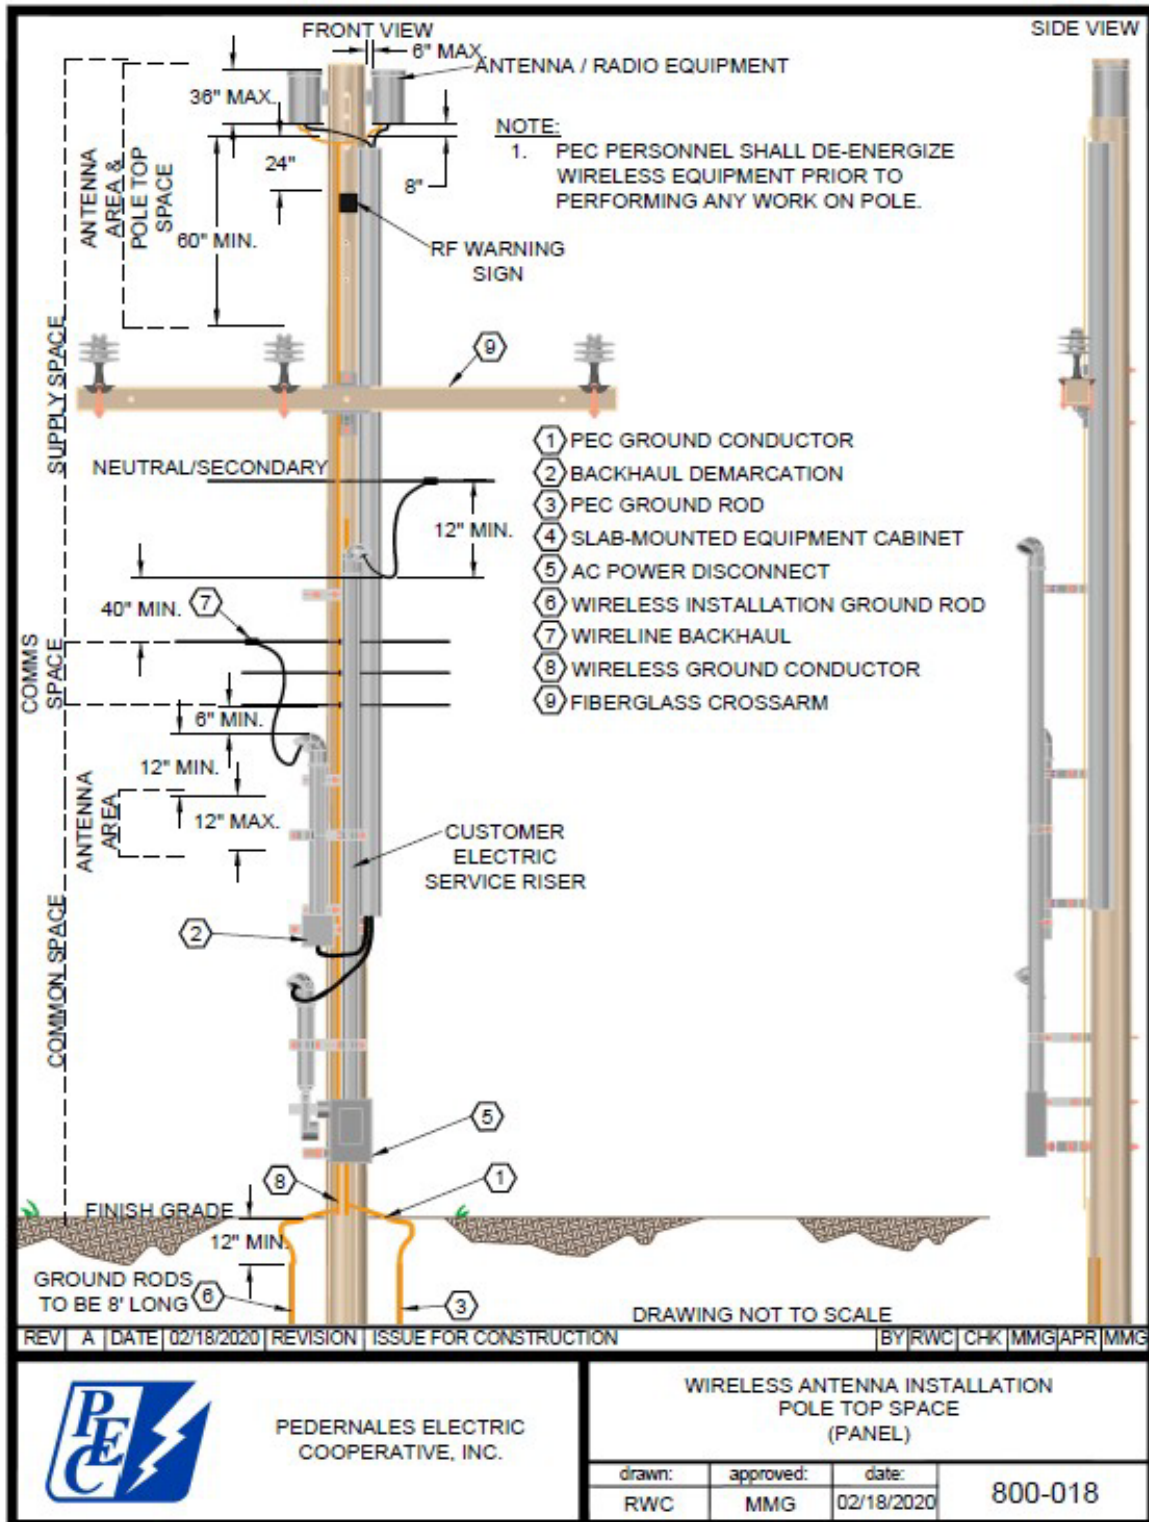 FRONT VIEW
SIDE VIEW
6" MAX
ANTENNA / RADIO EQUIPMENT
36" MAX.
NOTE:
1. PEC PERSONNEL SHALL DE-ENERGIZE
WIRELESS EQUIPMENT PRIOR TO
PERFORMING ANY WORK ON POLE.
ANTENNA
AREA &
POLE TOP
SPACE
24"
8"
60" MIN.
RF WARNING
SIGN
SUPPLY SPACE
9
NEUTRAL/SECONDARY
12" MIN.
1 PEC GROUND CONDUCTOR
2 BACKHAUL DEMARCATION
3 PEC GROUND ROD
4 SLAB-MOUNTED EQUIPMENT CABINET
5 AC POWER DISCONNECT
6 WIRELESS INSTALLATION GROUND ROD
7 WIRELINE BACKHAUL
8 WIRELESS GROUND CONDUCTOR
9 FIBERGLASS CROSSARM
40" MIN.
7
COMMS
SPACE
6" MIN.
12" MIN.
ANTENNA
AREA
12" MAX.
CUSTOMER
ELECTRIC
SERVICE RISER
2
COMMON SPACE
5
8
1
FINISH GRADE
12" MIN.
GROUND RODS
TO BE 8' LONG
6
3
DRAWING NOT TO SCALE
REV A DATE 02/18/2020 REVISION ISSUE FOR CONSTRUCTION BY RWC CHK MMG APR MMG
PEC
PEDERNALES ELECTRIC
COOPERATIVE, INC.
WIRELESS ANTENNA INSTALLATION
POLE TOP SPACE
(PANEL)
drawn: approved: date:
RWC MMG 02/18/2020
800-018